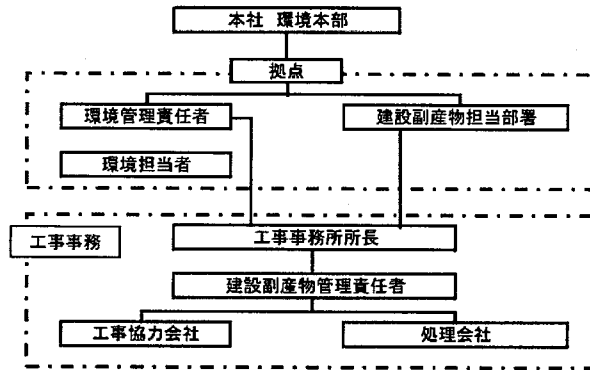 本社 環境本部
拠点
環境管理責任者
建設副産物担当部署
環境担当者
工事事務
工事事務所所長
建設副産物管理責任者
工事協力会社
処理会社